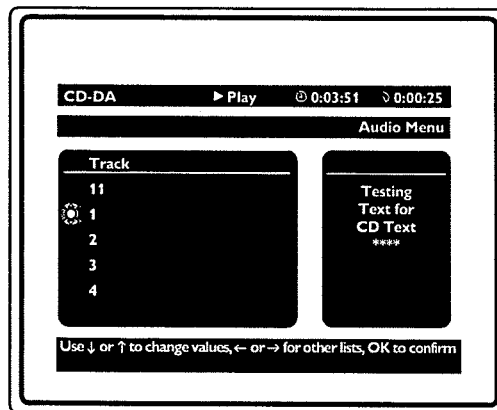 CD-DA ► Play 0:03:51 0:00:25
Audio Menu
Track
11
1
2
3
4
Testing
Text for
CD Text
****
Use ↓ or ↑ to change values, ← or → for other lists, OK to confirm